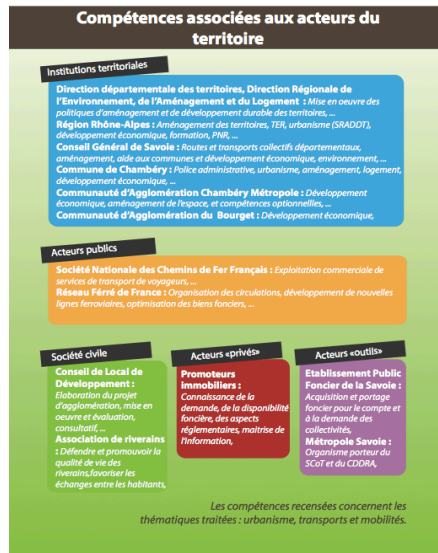 Compétences associées aux acteurs du
territoire
Institutions territoriales
Direction départementale des territoires, Direction Régionale de
l'Environnement, de l'Aménagement et du Logement : Mise en oeuvre des
politiques d'aménagement et de développement durable des territoires, ...
Région Rhône-Alpes : Aménagement des territoires, TER, urbanisme (SRADDT),
développement économique, formation, PNR, ...
Conseil Général de Savoie : Routes et transports collectifs départementaux,
aménagement, aide aux communes et développement économique, environnement, ...
Commune de Chambéry : Police administrative, urbanisme, aménagement, logement,
développement économique, ...
Communauté d'Agglomération Chambéry Métropole : Développement
économique, aménagement de l'espace, et compétences optionnelles, ...
Communauté d'Agglomération du Bourget : Développement économique,
Acteurs publics
Société Nationale des Chemins de Fer Français : Exploitation commerciale de
services de transport de voyageurs, ...
Réseau Férré de France : Organisation des circulations, développement de nouvelles
lignes ferroviaires, optimisation des biens fonciers, ...
Société civile
Conseil de Local de
Développement :
Elaboration du projet
d'agglomération, mise en
oeuvre et évaluation,
consultatif, ...
Association de riverains
: Défendre et promouvoir la
qualité de vie des
riverains,favoriser les
échanges entre les habitants,
Acteurs «privés»
Promoteurs
Immobiliers :
Connaissance de la
demande, de la disponibilité
foncière, des aspects
réglementaires, maitrise de
l'information,
Acteurs «outils»
Etablissement Public
Foncier de la Savoie :
Acquisition et portage
foncier pour le compte et
à la demande des
collectivités,
Métropole Savoie :
Organisme porteur du
SCoT et du CDDRA,
Les compétences recensées concernent les
thématiques traitées : urbanisme, transports et mobilités.